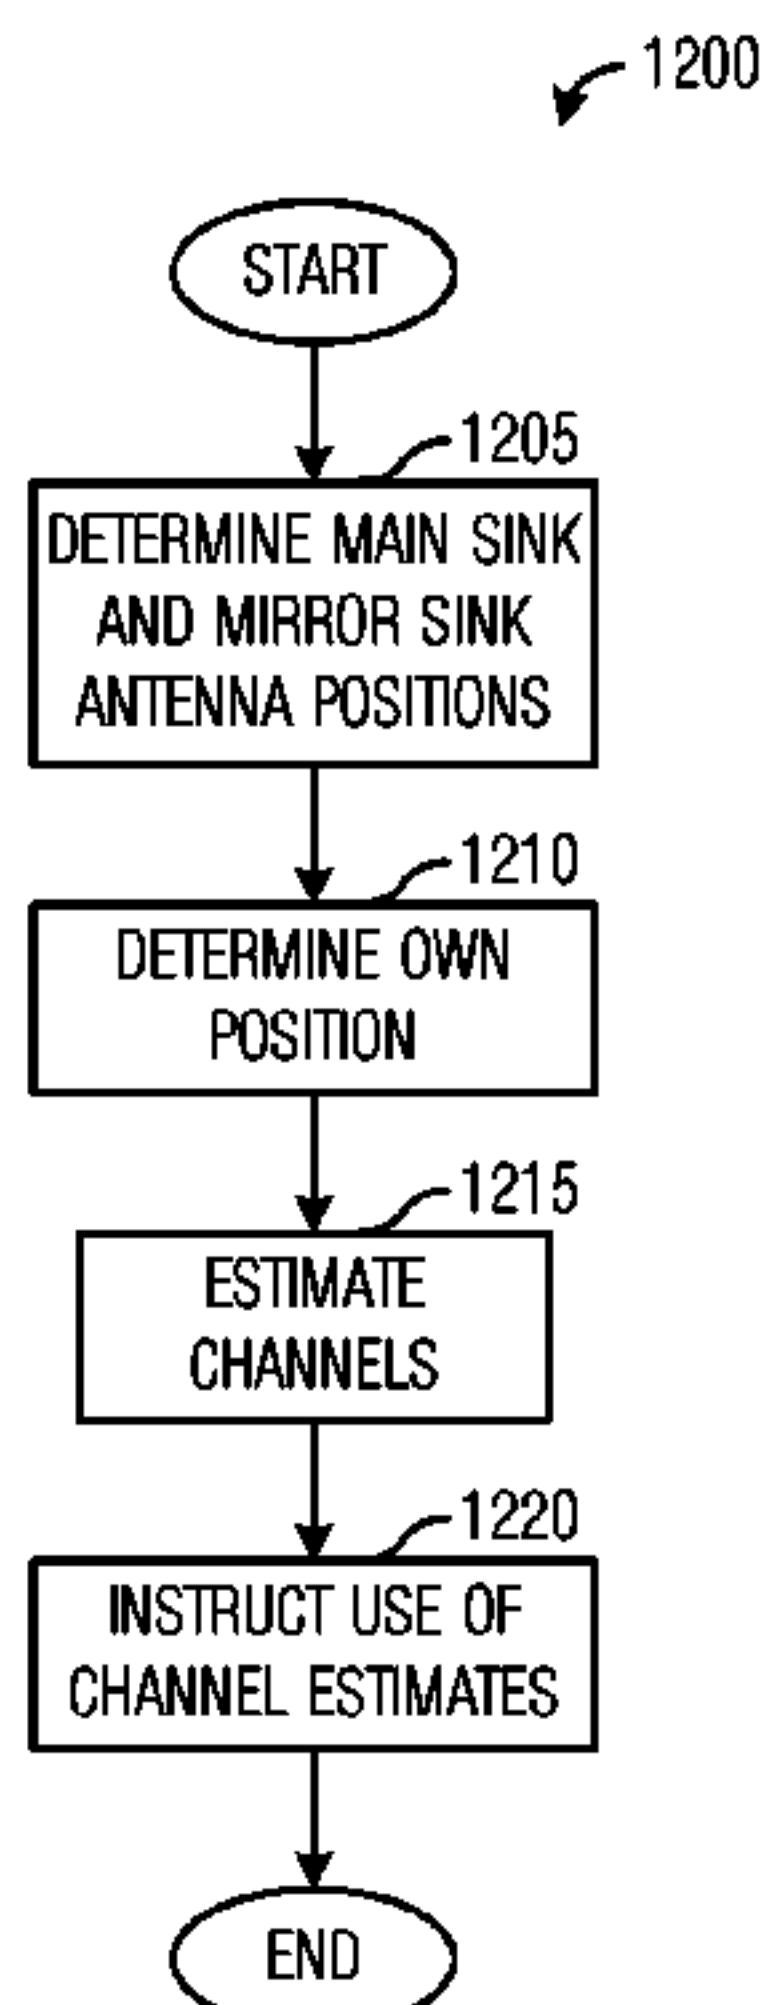 1200
START
1205
DETERMINE MAIN SINK
AND MIRROR SINK
ANTENNA POSITIONS
1210
DETERMINE OWN
POSITION
1215
ESTIMATE
CHANNELS
1220
INSTRUCT USE OF
CHANNEL ESTIMATES
END